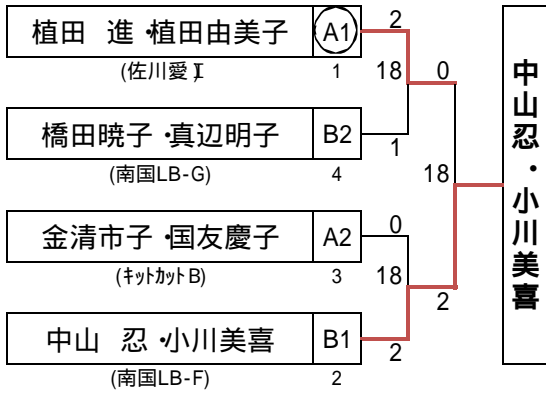 植田 進・植田由美子 A1 2
(佐川愛工 1 18 0
橋田暁子・真辺明子 B2 1
(南国LB-G) 4 18
金清市子・国友慶子 A2 0
(キットカットB) 3 18 2
中山 忍・小川美喜 B1 2
(南国LB-F) 2
中山忍・小川美喜